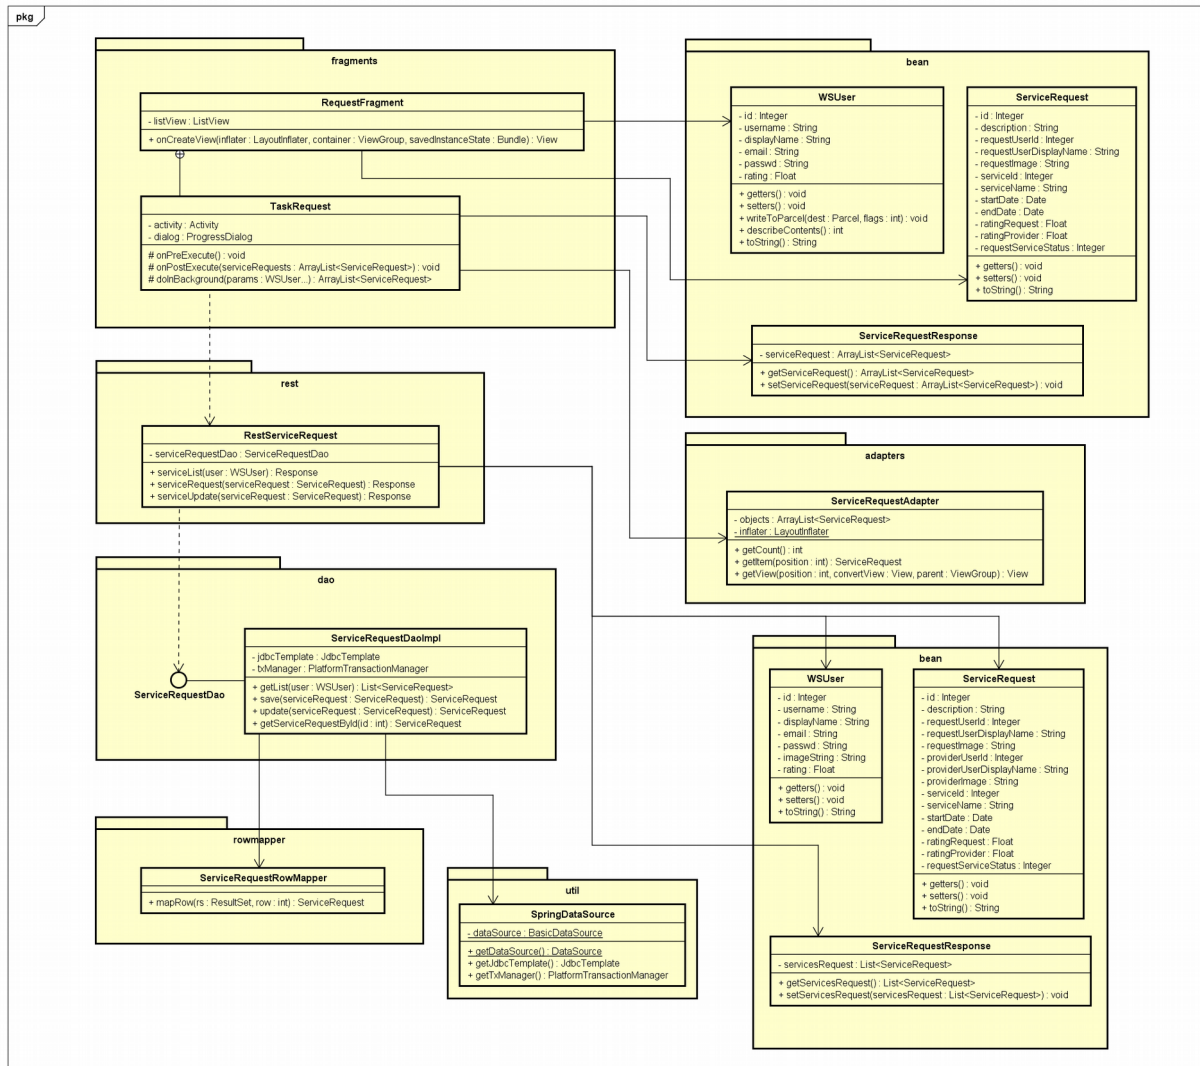 pkg
fragments
RequestFragment
- listView : ListView
+ onCreateView(inflater : LayoutInflater, container : ViewGroup, savedInstanceState : Bundle) : View
TaskRequest
- activity : Activity
- dialog : ProgressDialog
# onPreExecute() : void
# onPostExecute(serviceRequests : ArrayList<ServiceRequest>) : void
# doInBackground(params : WSUser...) : ArrayList<ServiceRequest>
bean
WSUser
- id : Integer
- username : String
- displayName : String
- email : String
- passwd : String
- rating : Float
+ getters() : void
+ setters() : void
+ writeToParcel(dest : Parcel, flags : int) : void
+ describeContents() : int
+ toString() : String
ServiceRequest
- id : Integer
- description : String
- requestUserId : Integer
- requestUserDisplayName : String
- requestImage : String
- serviceId : Integer
- serviceName : String
- startDate : Date
- endDate : Date
- ratingRequest : Float
- ratingProvider : Float
- requestServiceStatus : Integer
+ getters() : void
+ setters() : void
+ toString() : String
ServiceRequestResponse
- serviceRequest : ArrayList<ServiceRequest>
+ getServiceRequest() : ArrayList<ServiceRequest>
+ setServiceRequest(serviceRequest : ArrayList<ServiceRequest>) : void
rest
RestServiceRequest
- serviceRequestDao : ServiceRequestDao
+ serviceList(user : WSUser) : Response
+ serviceRequest(serviceRequest : ServiceRequest) : Response
+ serviceUpdate(serviceRequest : ServiceRequest) : Response
adapters
ServiceRequestAdapter
- objects : ArrayList<ServiceRequest>
- inflater : LayoutInflater
+ getCount() : int
+ getItem(position : int) : ServiceRequest
+ getView(position : int, convertView : View, parent : ViewGroup) : View
dao
ServiceRequestDaoImpl
- jdbcTemplate : JdbcTemplate
- txManager : PlatformTransactionManager
+ getList(user : WSUser) : List<ServiceRequest>
+ save(serviceRequest : ServiceRequest) : ServiceRequest
+ update(serviceRequest : ServiceRequest) : ServiceRequest
+ getServiceRequestById(id : int) : ServiceRequest
ServiceRequestDao
bean
WSUser
- id : Integer
- username : String
- displayName : String
- email : String
- passwd : String
- imageString : String
- rating : Float
+ getters() : void
+ setters() : void
+ toString() : String
ServiceRequest
- id : Integer
- description : String
- requestUserId : Integer
- requestUserDisplayName : String
- requestImage : String
- providerUserId : Integer
- providerUserDisplayName : String
- providerImage : String
- serviceId : Integer
- serviceName : String
- startDate : Date
- endDate : Date
- ratingRequest : Float
- ratingProvider : Float
- requestServiceStatus : Integer
+ getters() : void
+ setters() : void
+ toString() : String
rowmapper
ServiceRequestRowMapper
+ mapRow(rs : ResultSet, row : int) : ServiceRequest
util
SpringDataSource
- dataSource : BasicDataSource
+ getDataSource() : DataSource
+ getJdbcTemplate() : JdbcTemplate
+ getTxManager() : PlatformTransactionManager
ServiceRequestResponse
- servicesRequest : List<ServiceRequest>
+ getServicesRequest() : List<ServiceRequest>
+ setServicesRequest(servicesRequest : List<ServiceRequest>) : void